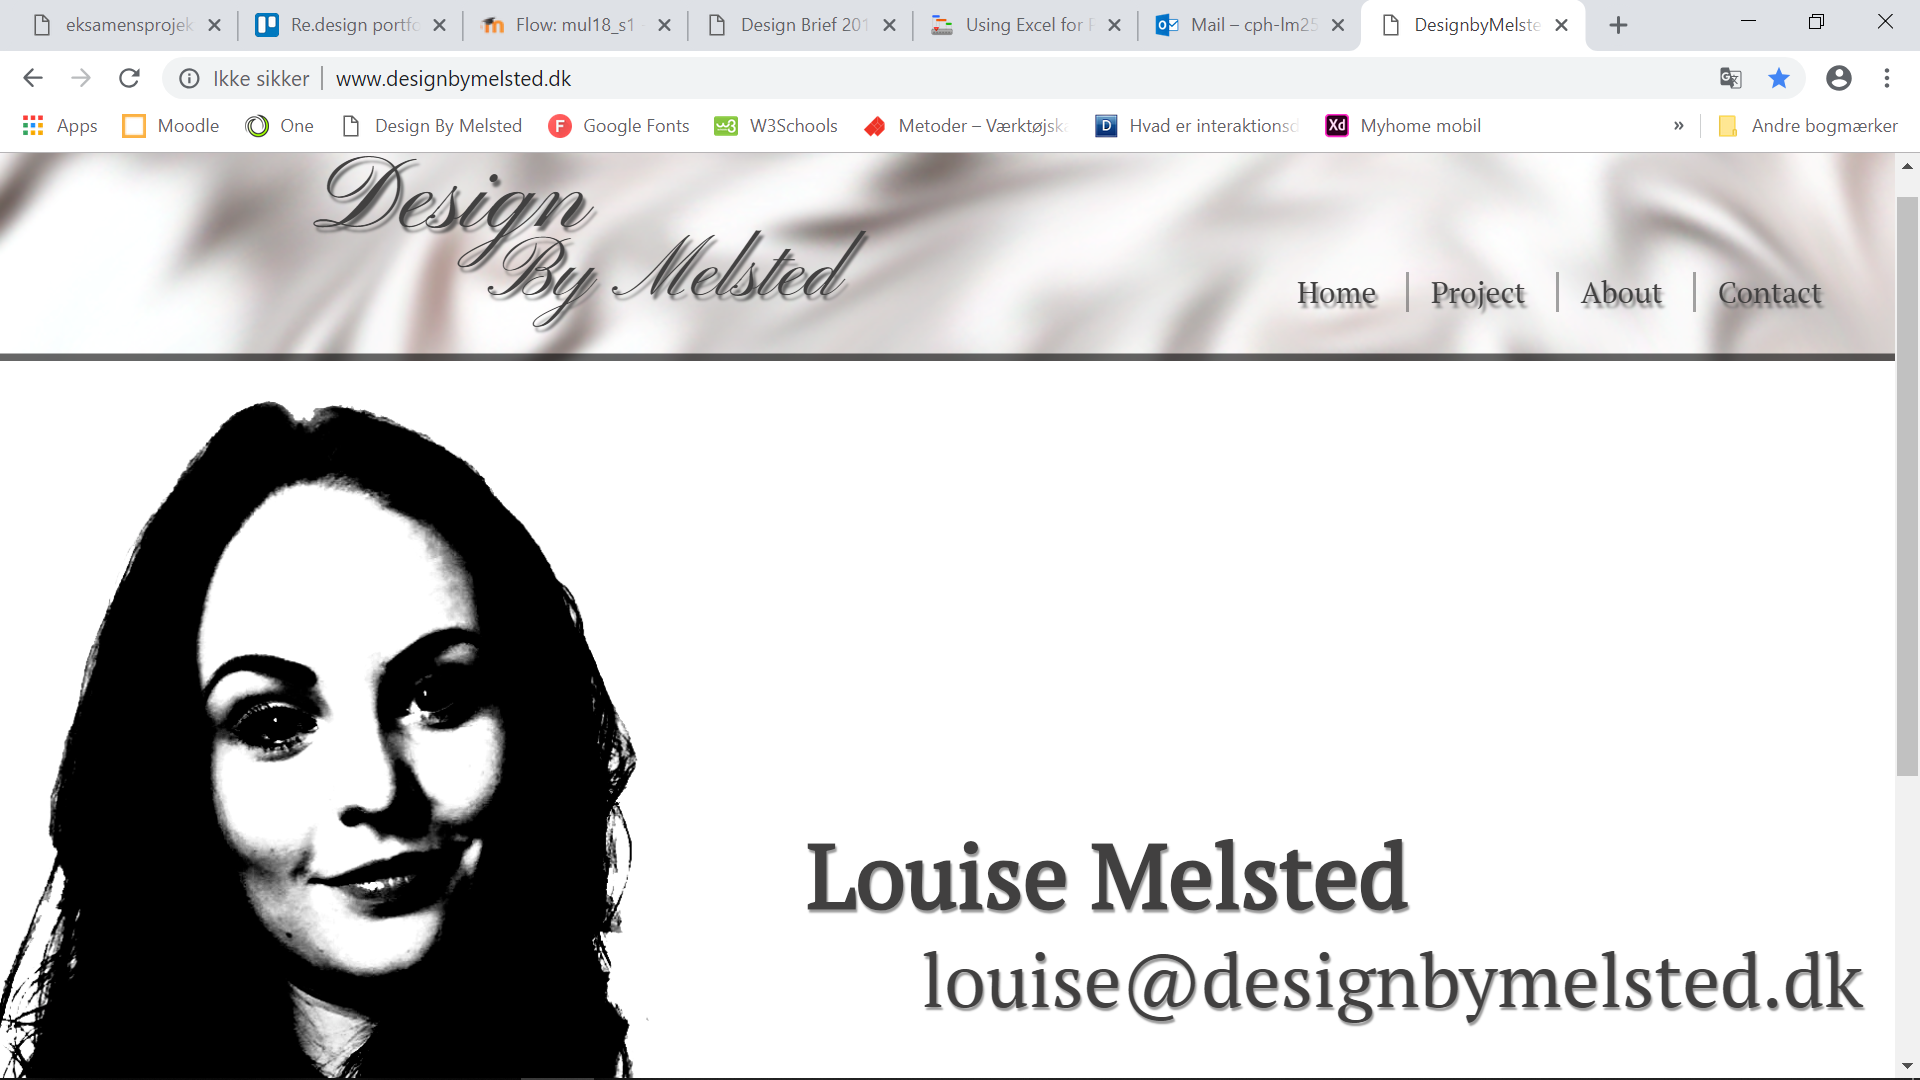 eksamensprojek
Re.design portfo
Flow: mul18_s1
Design Brief 201
Using Excel for P
Mail – cph-lm25
DesignbyMelste
Ikke sikker
www.designbymelsted.dk
Apps
Moodle
One
Design By Melsted
Google Fonts
W3Schools
Metoder – Værktøjska
Hvad er interaktionsd
Myhome mobil
»
Andre bogmærker
Design
By Melsted
Home
Project
About
Contact
Louise Melsted
louise@designbymelsted.dk